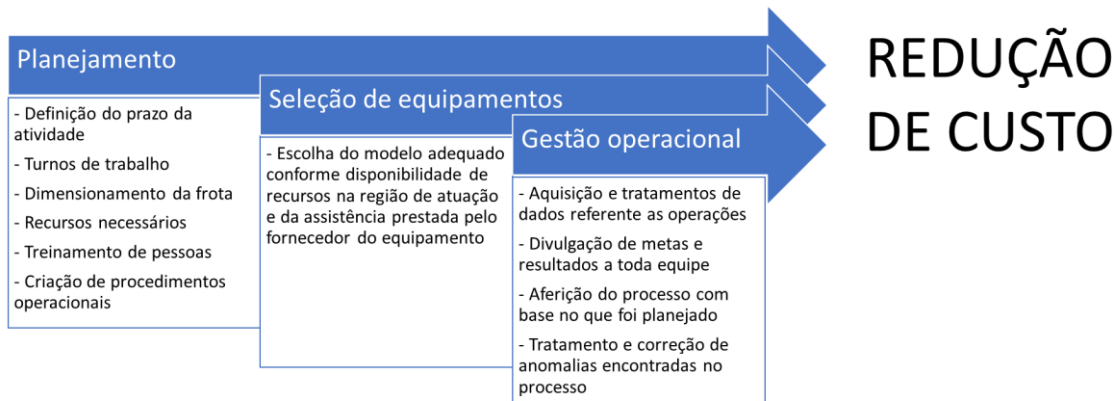 Planejamento
- Definição do prazo da
atividade
- Turnos de trabalho
- Dimensionamento da frota
- Recursos necessários
- Treinamento de pessoas
- Criação de procedimentos
operacionais
Seleção de equipamentos
- Escolha do modelo adequado
conforme disponibilidade de
recursos na região de atuação
e da assistência prestada pelo
fornecedor do equipamento
Gestão operacional
- Aquisição e tratamentos de
dados referente as operações
- Divulgação de metas e
resultados a toda equipe
- Aferição do processo com
base no que foi planejado
- Tratamento e correção de
anomalias encontradas no
processo
REDUÇÃO
DE CUSTO